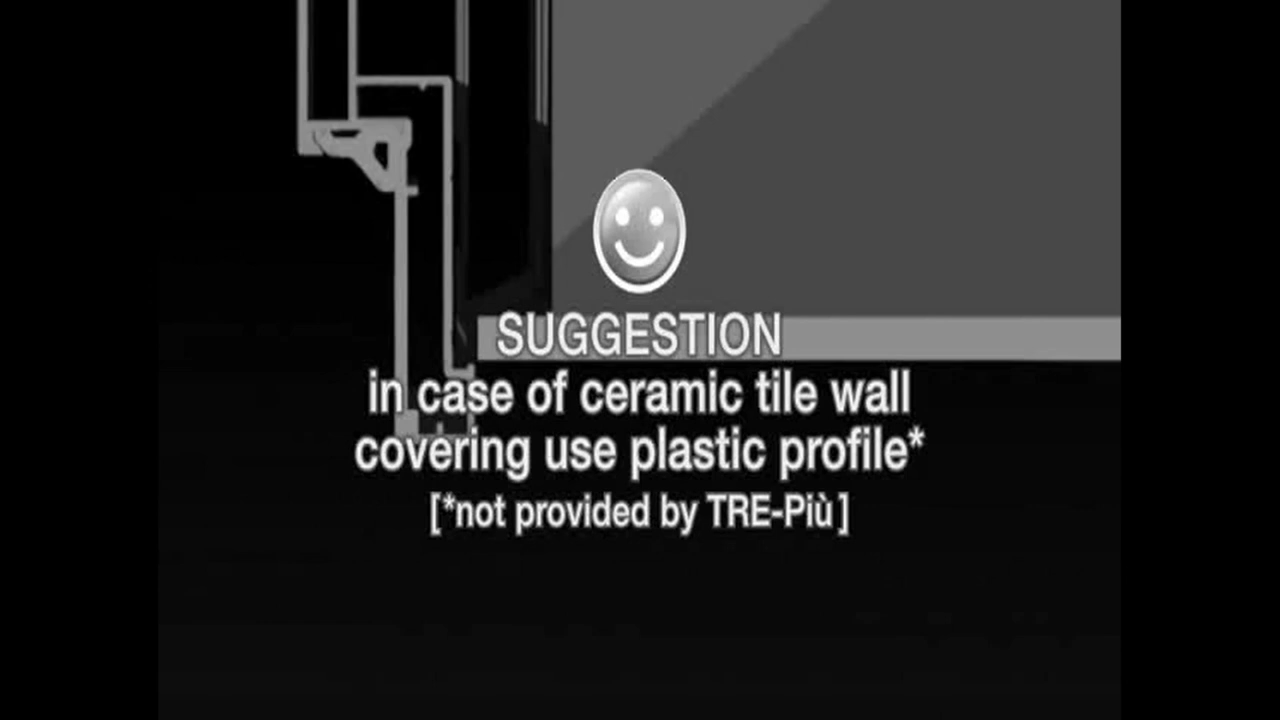 SUGGESTION
in case of ceramic tile wall
covering use plastic profile*
[*not provided by TRE-Più]